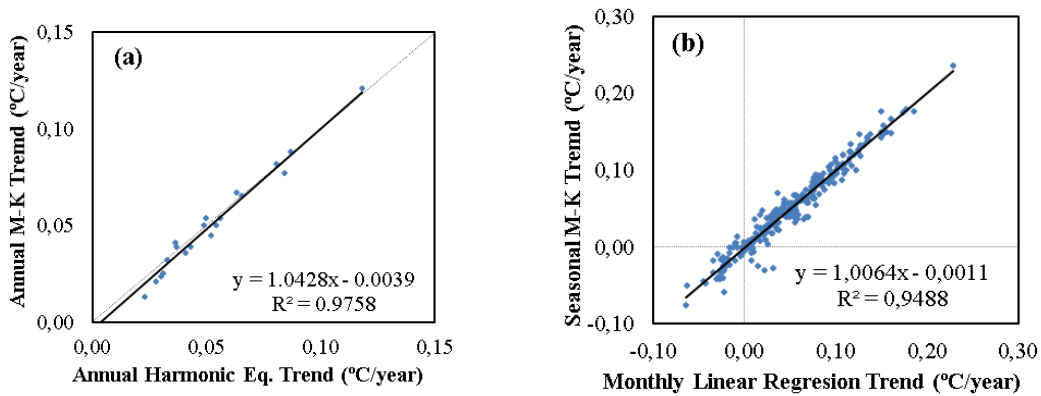 (a)
Annual M-K Tremd (ºC/year)
0,15
0,10
0,05
0,00
y = 1.0428x - 0.0039
R² = 0.9758
0,00 0,05 0,10 0,15
Annual Harmonic Eq. Trend (ºC/year)
(b)
Seasonal M-K Tremd (ºC/year)
0,30
0,20
0,10
0,00
-0,10
y = 1,0064x - 0,0011
R² = 0,9488
-0,10 0,00 0,10 0,20 0,30
Monthly Linear Regresion Trend (ºC/year)